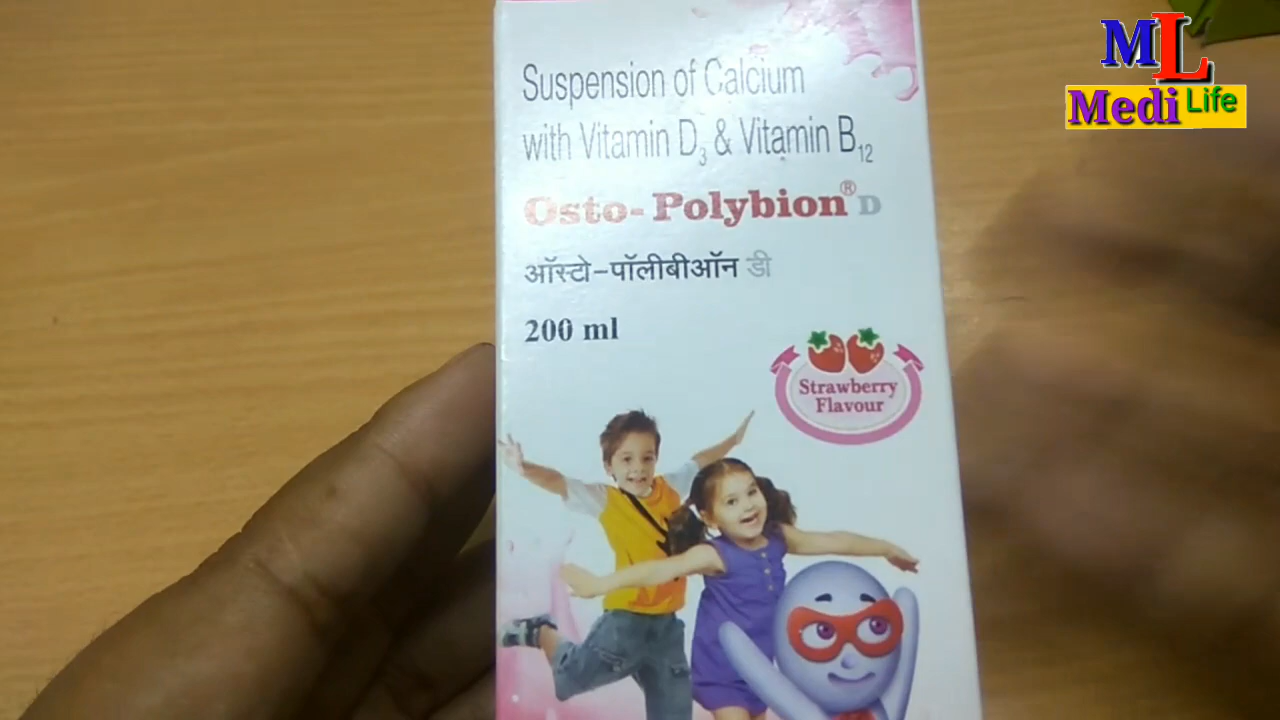 Suspension of Calcium
with Vitamin D3 & Vitamin B12
Osto-Polybion® D
ऑस्टो-पॉलीबीऑन डी
200 ml
Strawberry
Flavour
ML
Medi Life